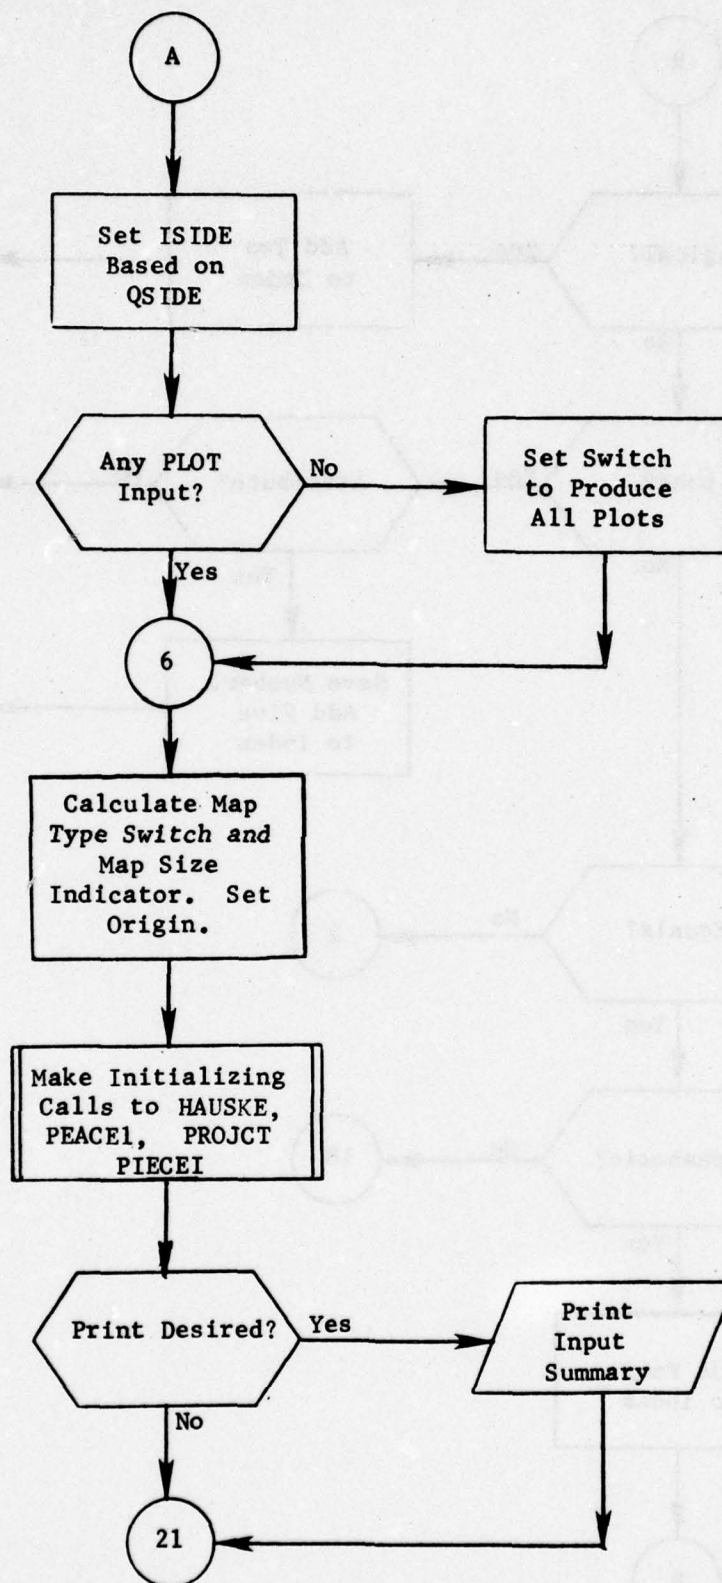 A
Set ISIDE
Based on
QSIDE
Any PLOT
Input?
No
Set Switch
to Produce
All Plots
Yes
6
Calculate Map
Type Switch and
Map Size
Indicator. Set
Origin.
Make Initializing
Calls to HAUSKE,
PEACE1, PROJCT
PIECEI
Print Desired?
Yes
Print
Input
Summary
No
21